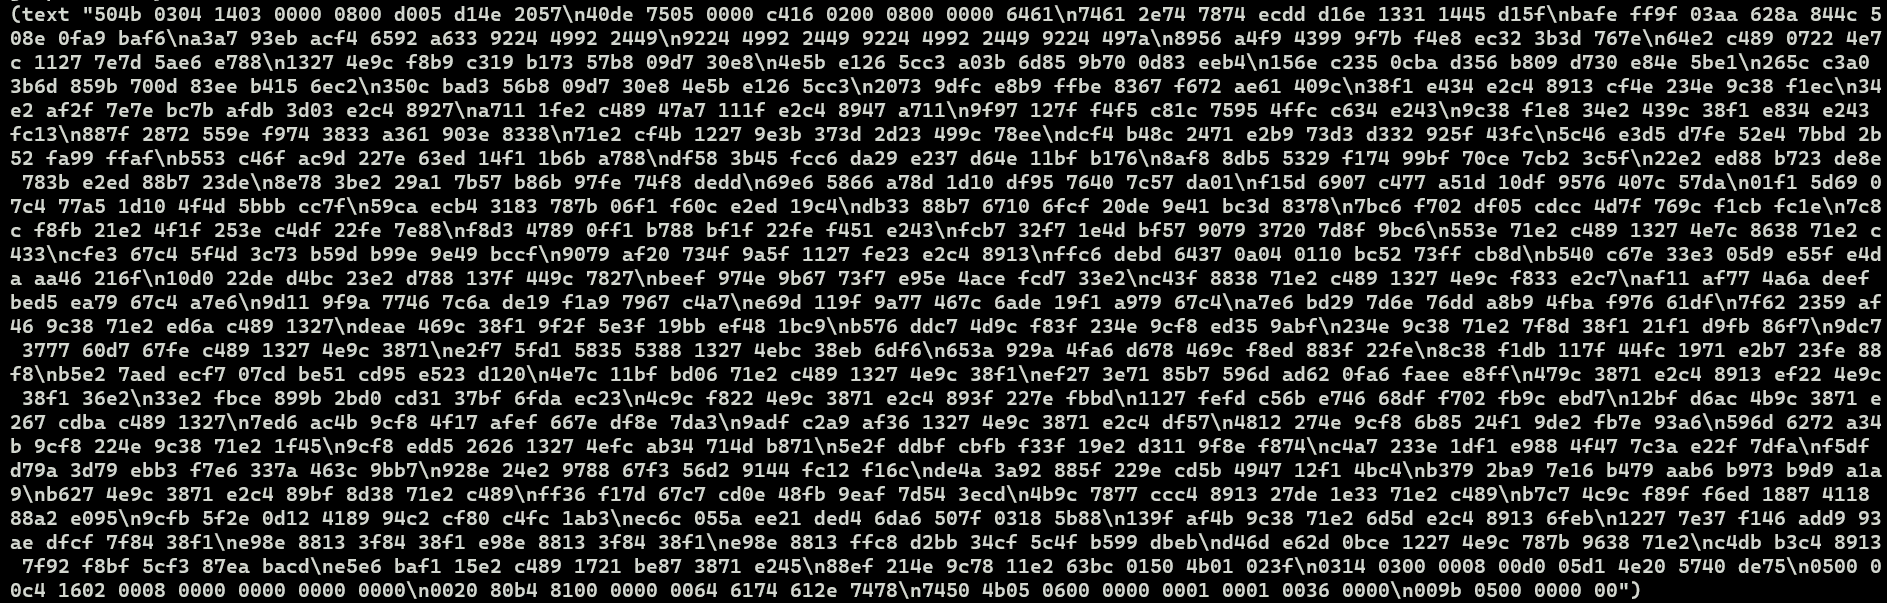 (text "504b 0304 1403 0000 0800 d005 d14e 2057\n40de 7505 0000 c416 0200 0800 0000 6461\n7461 2e74 7874 ecdd d16e 1331 1445 d15f\nbafe ff9f 03aa 628a 844c 5
08e 0fa9 baf6\na3a7 93eb acf4 6592 a633 9224 4992 2449\n9224 4992 2449 9224 4992 2449 9224 497a\n8956 a4f9 4399 9f7b f4e8 ec32 3b3d 767e\n64e2 c489 0722 4e7
c 1127 7e7d 5ae6 e788\n1327 4e9c f8b9 c319 b173 57b8 09d7 30e8\n4e5b e126 5cc3 a03b 6d85 9b70 0d83 eeb4\n156e c235 0cba d356 b809 d730 e84e 5be1\n265c c3a0
3b6d 859b 700d 83ee b415 6ec2\n350c bad3 56b8 09d7 30e8 4e5b e126 5cc3\n2073 9dfc e8b9 ffbe 8367 f672 ae61 409c\n38f1 e434 e2c4 8913 cf4e 234e 9c38 f1ec\n34
e2 af2f 7e7e bc7b afdb 3d03 e2c4 8927\na711 1fe2 c489 47a7 111f e2c4 8947 a711\n9f97 127f f4f5 c81c 7595 4ffc c634 e243\n9c38 f1e8 34e2 439c 38f1 e834 e243
fc13\n887f 2872 559e f974 3833 a361 903e 8338\n71e2 cf4b 1227 9e3b 373d 2d23 499c 78ee\ndcf4 b48c 2471 e2b9 73d3 d332 925f 43fc\n5c46 e3d5 d7fe 52e4 7bbd 2b
52 fa99 ffaf\nb553 c46f ac9d 227e 63ed 14f1 1b6b a788\ndf58 3b45 fcc6 da29 e237 d64e 11bf b176\n8af8 8db5 5329 f174 99bf 70ce 7cb2 3c5f\n22e2 ed88 b723 de8e
783b e2ed 88b7 23de\n8e78 3be2 29a1 7b57 b86b 97fe 74f8 dedd\n69e6 5866 a78d 1d10 df95 7640 7c57 da01\nf15d 6907 c477 a51d 10df 9576 407c 57da\n01f1 5d69 0
7c4 77a5 1d10 4f4d 5bbb cc7f\n59ca ecb4 3183 787b 06f1 f60c e2ed 19c4\ndb33 88b7 6710 6fcf 20de 9e41 bc3d 8378\n7bc6 f702 df05 cdcc 4d7f 769c f1cb fc1e\n7c8
c f8fb 21e2 4f1f 253e c4df 22fe 7e88\nf8d3 4789 0ff1 b788 bf1f 22fe f451 e243\nfcb7 32f7 1e4d bf57 9079 3720 7d8f 9bc6\n553e 71e2 c489 1327 4e7c 8638 71e2 c
433\ncfe3 67c4 5f4d 3c73 b59d b99e 9e49 bccf\n9079 af20 734f 9a5f 1127 fe23 e2c4 8913\nffc6 debd 6437 0a04 0110 bc52 73ff cb8d\nb540 c67e 33e3 05d9 e55f e4d
a aa46 216f\n10d0 22de d4bc 23e2 d788 137f 449c 7827\nbeef 974e 9b67 73f7 e95e 4ace fcd7 33e2\nc43f 8838 71e2 c489 1327 4e9c f833 e2c7\naf11 af77 4a6a deef
bed5 ea79 67c4 a7e6\n9d11 9f9a 7746 7c6a de19 f1a9 7967 c4a7\ne69d 119f 9a77 467c 6ade 19f1 a979 67c4\na7e6 bd29 7d6e 76dd a8b9 4fba f976 61df\n7f62 2359 af
46 9c38 71e2 ed6a c489 1327\ndeae 469c 38f1 9f2f 5e3f 19bb ef48 1bc9\nb576 ddc7 4d9c f83f 234e 9cf8 ed35 9abf\n234e 9c38 71e2 7f8d 38f1 21f1 d9fb 86f7\n9dc7
3777 60d7 67fe c489 1327 4e9c 3871\ne2f7 5fd1 5835 5388 1327 4ebc 38eb 6df6\n653a 929a 4fa6 d678 469c f8ed 883f 22fe\n8c38 f1db 117f 44fc 1971 e2b7 23fe 88
f8\nb5e2 7aed ecf7 07cd be51 cd95 e523 d120\n4e7c 11bf bd06 71e2 c489 1327 4e9c 38f1\nef27 3e71 85b7 596d ad62 0fa6 faee e8ff\n479c 3871 e2c4 8913 ef22 4e9c
38f1 36e2\n33e2 fbce 899b 2bd0 cd31 37bf 6fda ec23\n4c9c f822 4e9c 3871 e2c4 893f 227e fbbd\n1127 fefd c56b e746 68df f702 fb9c ebd7\n12bf d6ac 4b9c 3871 e
267 cdba c489 1327\n7ed6 ac4b 9cf8 4f17 afef 667e df8e 7da3\n9adf c2a9 af36 1327 4e9c 3871 e2c4 df57\n4812 274e 9cf8 6b85 24f1 9de2 fb7e 93a6\n596d 6272 a34
b 9cf8 224e 9c38 71e2 1f45\n9cf8 edd5 2626 1327 4efc ab34 714d b871\n5e2f ddbf cbfb f33f 19e2 d311 9f8e f874\nc4a7 233e 1df1 e988 4f47 7c3a e22f 7dfa\nf5df
d79a 3d79 ebb3 f7e6 337a 463c 9bb7\n928e 24e2 9788 67f3 56d2 9144 fc12 f16c\nde4a 3a92 885f 229e cd5b 4947 12f1 4bc4\nb379 2ba9 7e16 b479 aab6 b973 b9d9 a1a
9\nb627 4e9c 3871 e2c4 89bf 8d38 71e2 c489\nff36 f17d 67c7 cd0e 48fb 9eaf 7d54 3ecd\n4b9c 7877 ccc4 8913 27de 1e33 71e2 c489\nb7c7 4c9c f89f f6ed 1887 4118
88a2 e095\n9cfb 5f2e 0d12 4189 94c2 cf80 c4fc 1ab3\nec6c 055a ee21 ded4 6da6 507f 0318 5b88\n139f af4b 9c38 71e2 6d5d e2c4 8913 6feb\n1227 7e37 f146 add9 93
ae dfcf 7f84 38f1\ne98e 8813 3f84 38f1 e98e 8813 3f84 38f1\ne98e 8813 ffc8 d2bb 34cf 5c4f b599 dbeb\nd46d e62d 0bce 1227 4e9c 787b 9638 71e2\nc4db b3c4 8913
7f92 f8bf 5cf3 87ea bacd\ne5e6 baf1 15e2 c489 1721 be87 3871 e245\n88ef 214e 9c78 11e2 63bc 0150 4b01 023f\n0314 0300 0008 00d0 05d1 4e20 5740 de75\n0500 0
0c4 1602 0008 0000 0000 0000 0000\n0020 80b4 8100 0000 0064 6174 612e 7478\n7450 4b05 0600 0000 0001 0001 0036 0000\n009b 0500 0000 00")